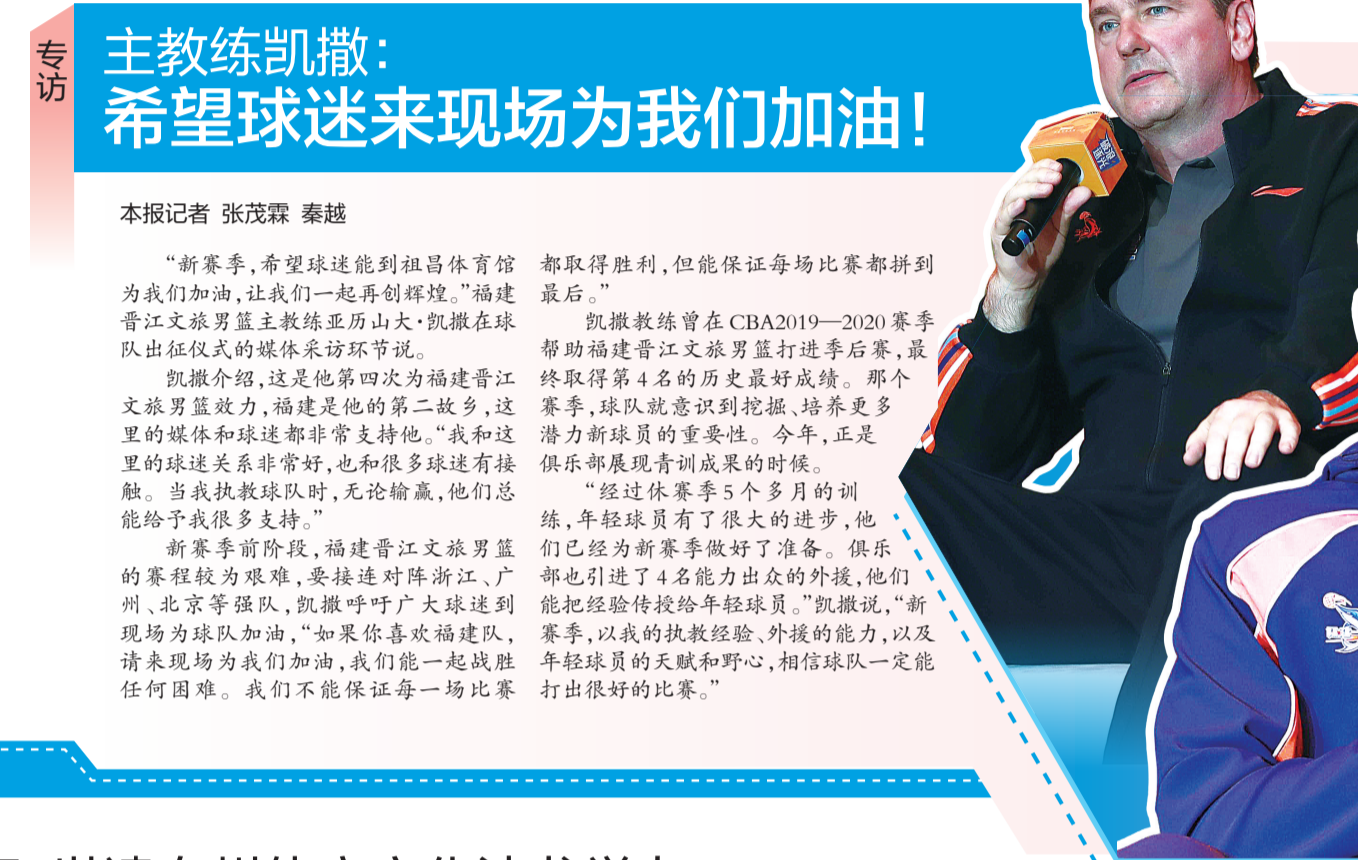 专访
主教练凯撒：
希望球迷来现场为我们加油！
本报记者 张茂霖 秦越
“新赛季，希望球迷能到祖昌体育馆
为我们加油，让我们一起再创辉煌。”福建
晋江文旅男篮主教练亚历山大·凯撒在球
队出征仪式的媒体采访环节说。
凯撒介绍，这是他第四次为福建晋江
文旅男篮效力，福建是他的第二故乡，这
里的媒体和球迷都非常支持他。“我和这
里的球迷关系非常好，也和很多球迷有接
触。当我执教球队时，无论输赢，他们总
能给予我很多支持。”
新赛季前阶段，福建晋江文旅男篮
的赛程较为艰难，要接连对阵浙江、广
州、北京等强队，凯撒呼吁广大球迷到
现场为球队加油，“如果你喜欢福建队，
请来现场为我们加油，我们能一起战胜
任何困难。我们不能保证每一场比赛
都取得胜利，但能保证每场比赛都拼到
最后。”
凯撒教练曾在CBA2019—2020赛季
帮助福建晋江文旅男篮打进季后赛，最
终取得第4名的历史最好成绩。那个
赛季，球队就意识到挖掘、培养更多
潜力新球员的重要性。今年，正是
俱乐部展现青训成果的时候。
“经过休赛季5个多月的训
练，年轻球员有了很大的进步，他
们已经为新赛季做好了准备。俱乐
部也引进了4名能力出众的外援，他们
能把经验传授给年轻球员。”凯撒说，“新
赛季，以我的执教经验、外援的能力，以及
年轻球员的天赋和野心，相信球队一定能
打出很好的比赛。”